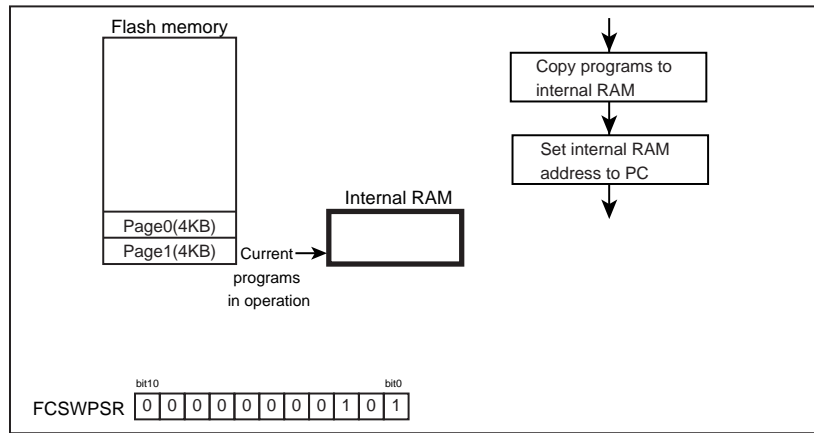 Flash memory
Page0(4KB)
Page1(4KB)
Current
programs
in operation
Internal RAM
Copy programs to
internal RAM
Set internal RAM
address to PC
bit10
bit0
FCSWPSR 0 0 0 0 0 0 0 0 1 0 1